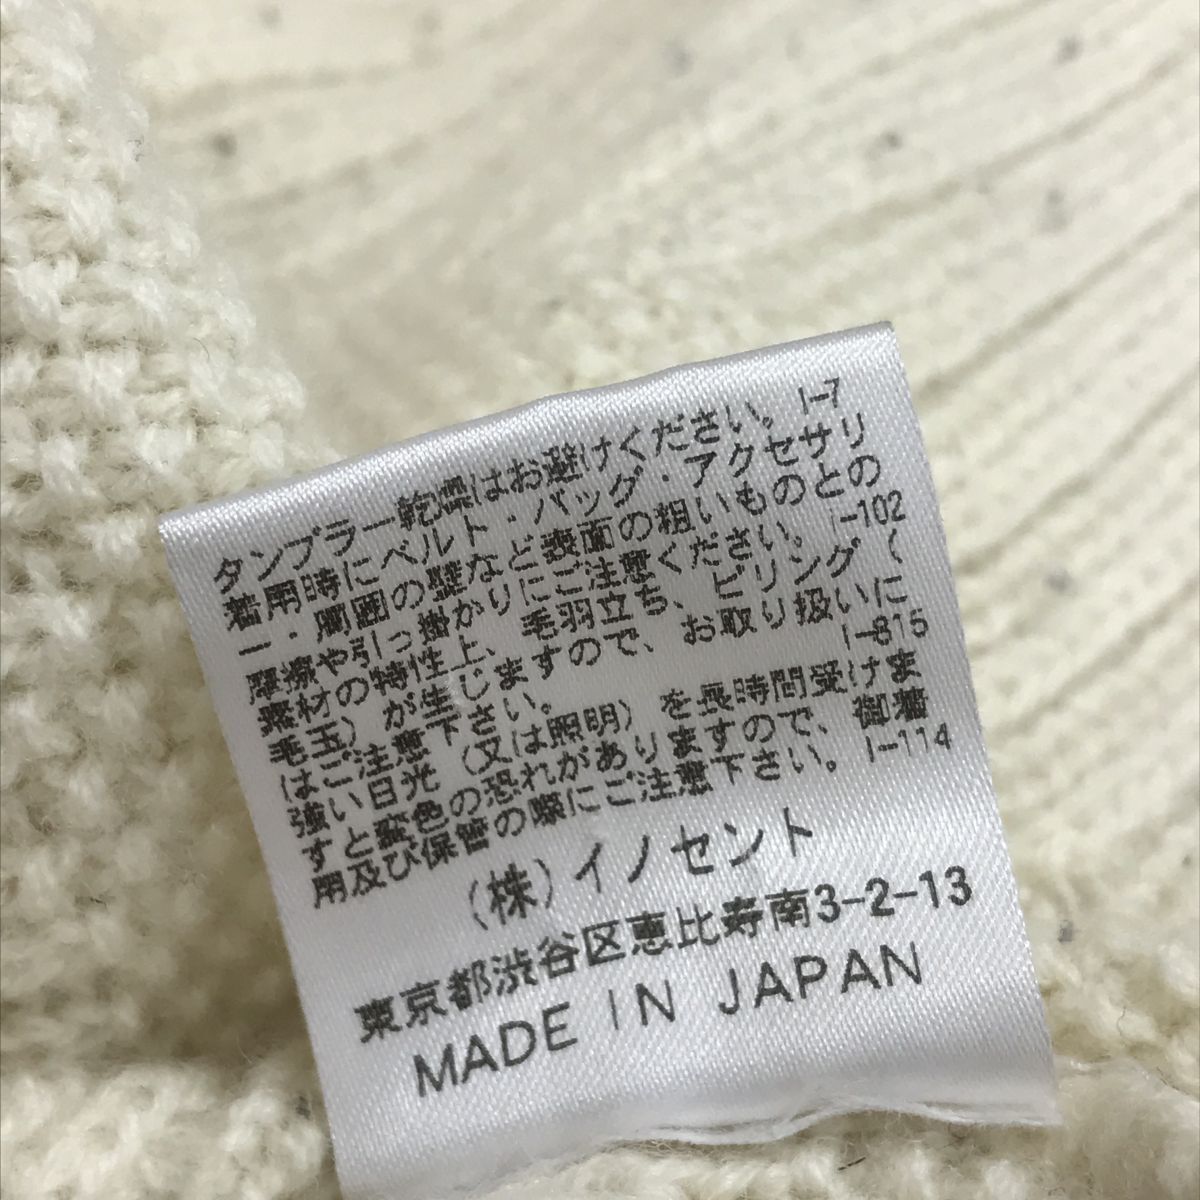 タンブラー乾燥はお避けください。 I-7
着用時にベルト・バッグ・アクセサリ
ー・周囲の壁など表面の粗いものとの
摩擦や引っ掛かりにご注意ください。 I-102
素材の特性上、毛羽立ち、ピリング（
毛玉）が生じますので、お取り扱いに
はご注意下さい。 I-815
強い日光（又は照明）を長時間受けま
すと変色の恐れがありますので、御着
用及び保管の際にご注意下さい。 I-114
（株）イノセント
東京都渋谷区恵比寿南3-2-13
MADE IN JAPAN